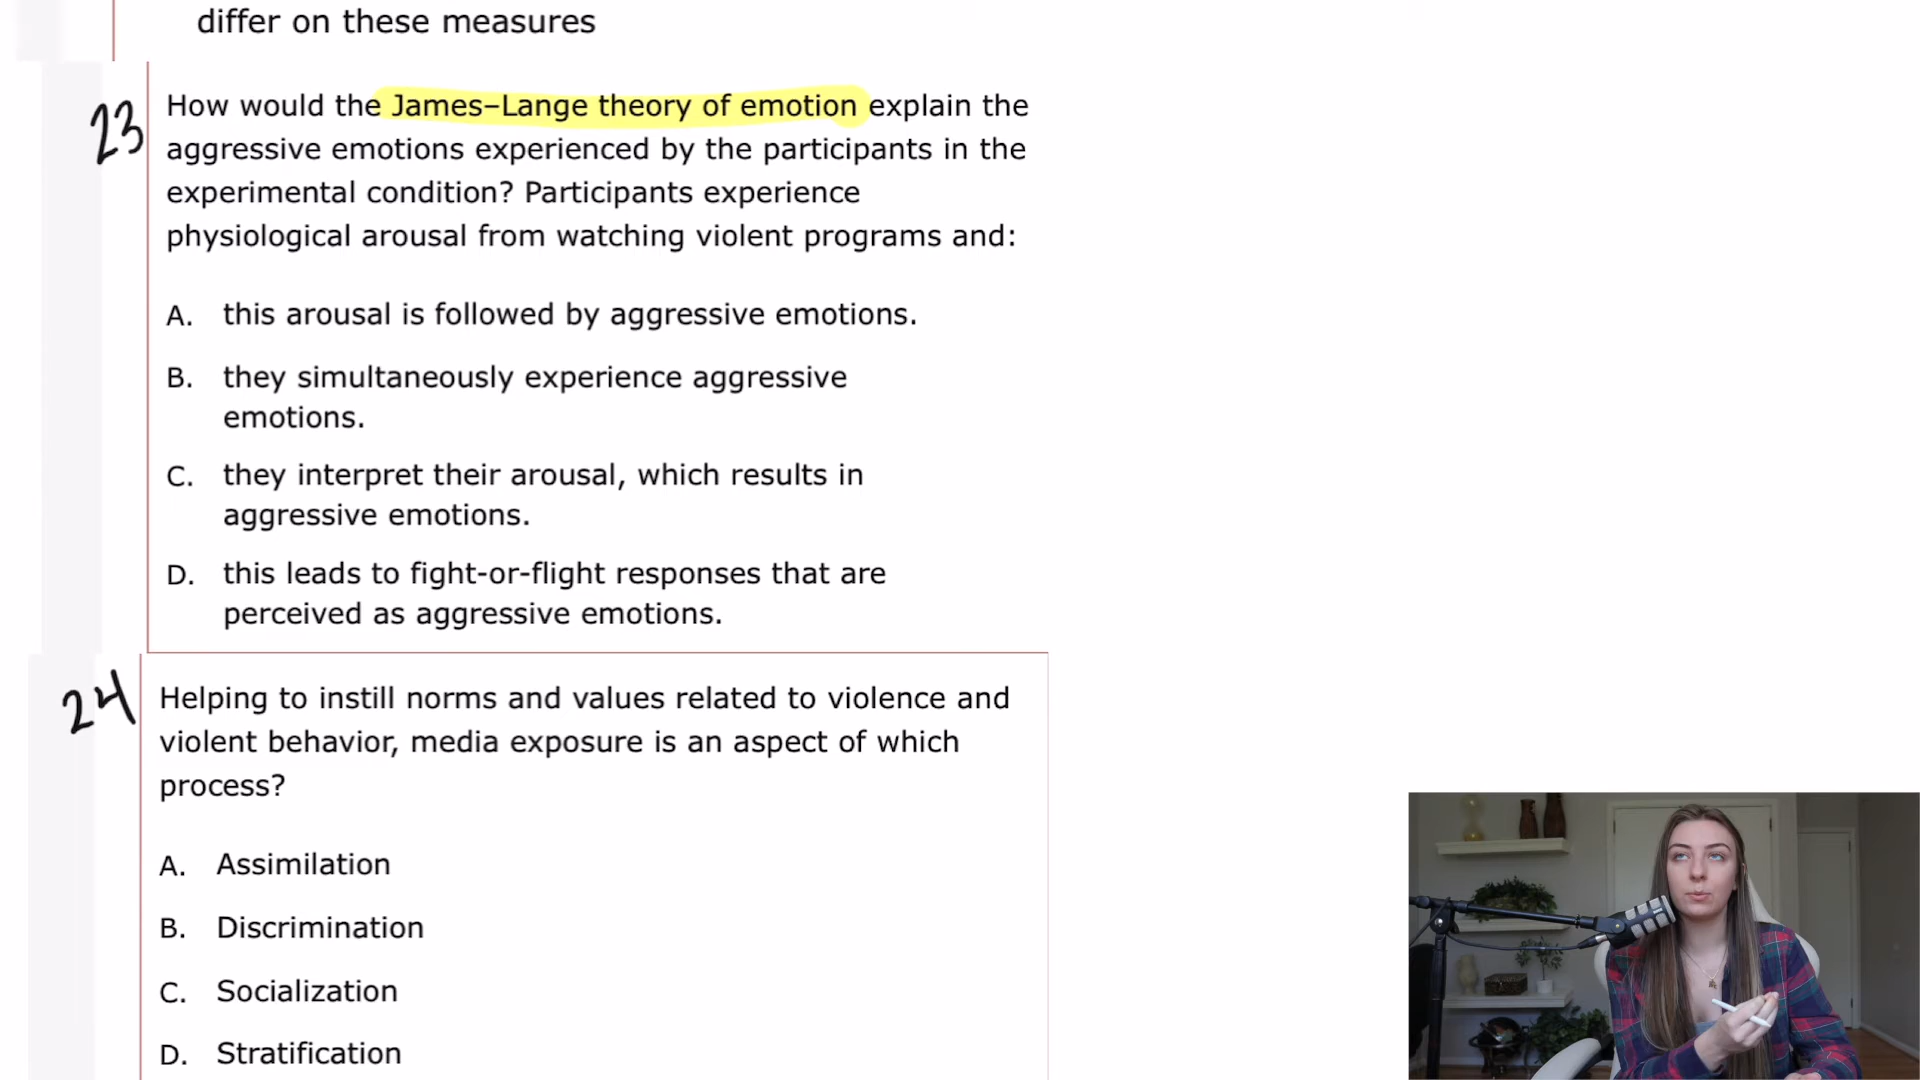 differ on these measures
23
How would the James–Lange theory of emotion explain the
aggressive emotions experienced by the participants in the
experimental condition? Participants experience
physiological arousal from watching violent programs and:
A. this arousal is followed by aggressive emotions.
B. they simultaneously experience aggressive
emotions.
C. they interpret their arousal, which results in
aggressive emotions.
D. this leads to fight-or-flight responses that are
perceived as aggressive emotions.
24
Helping to instill norms and values related to violence and
violent behavior, media exposure is an aspect of which
process?
A. Assimilation
B. Discrimination
C. Socialization
D. Stratification